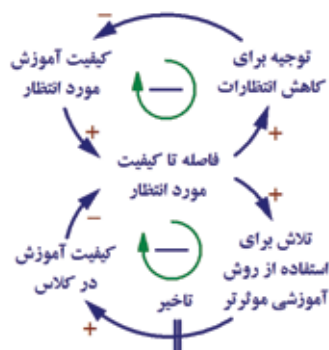 کیفیت آموزش
مورد انتظار
توجیه برای
کاهش انتظارات
فاصله تا کیفیت
مورد انتظار
کیفیت آموزش
در کلاس
تلاش برای
استفاده از روش
آموزشی موثرتر
تاخیر